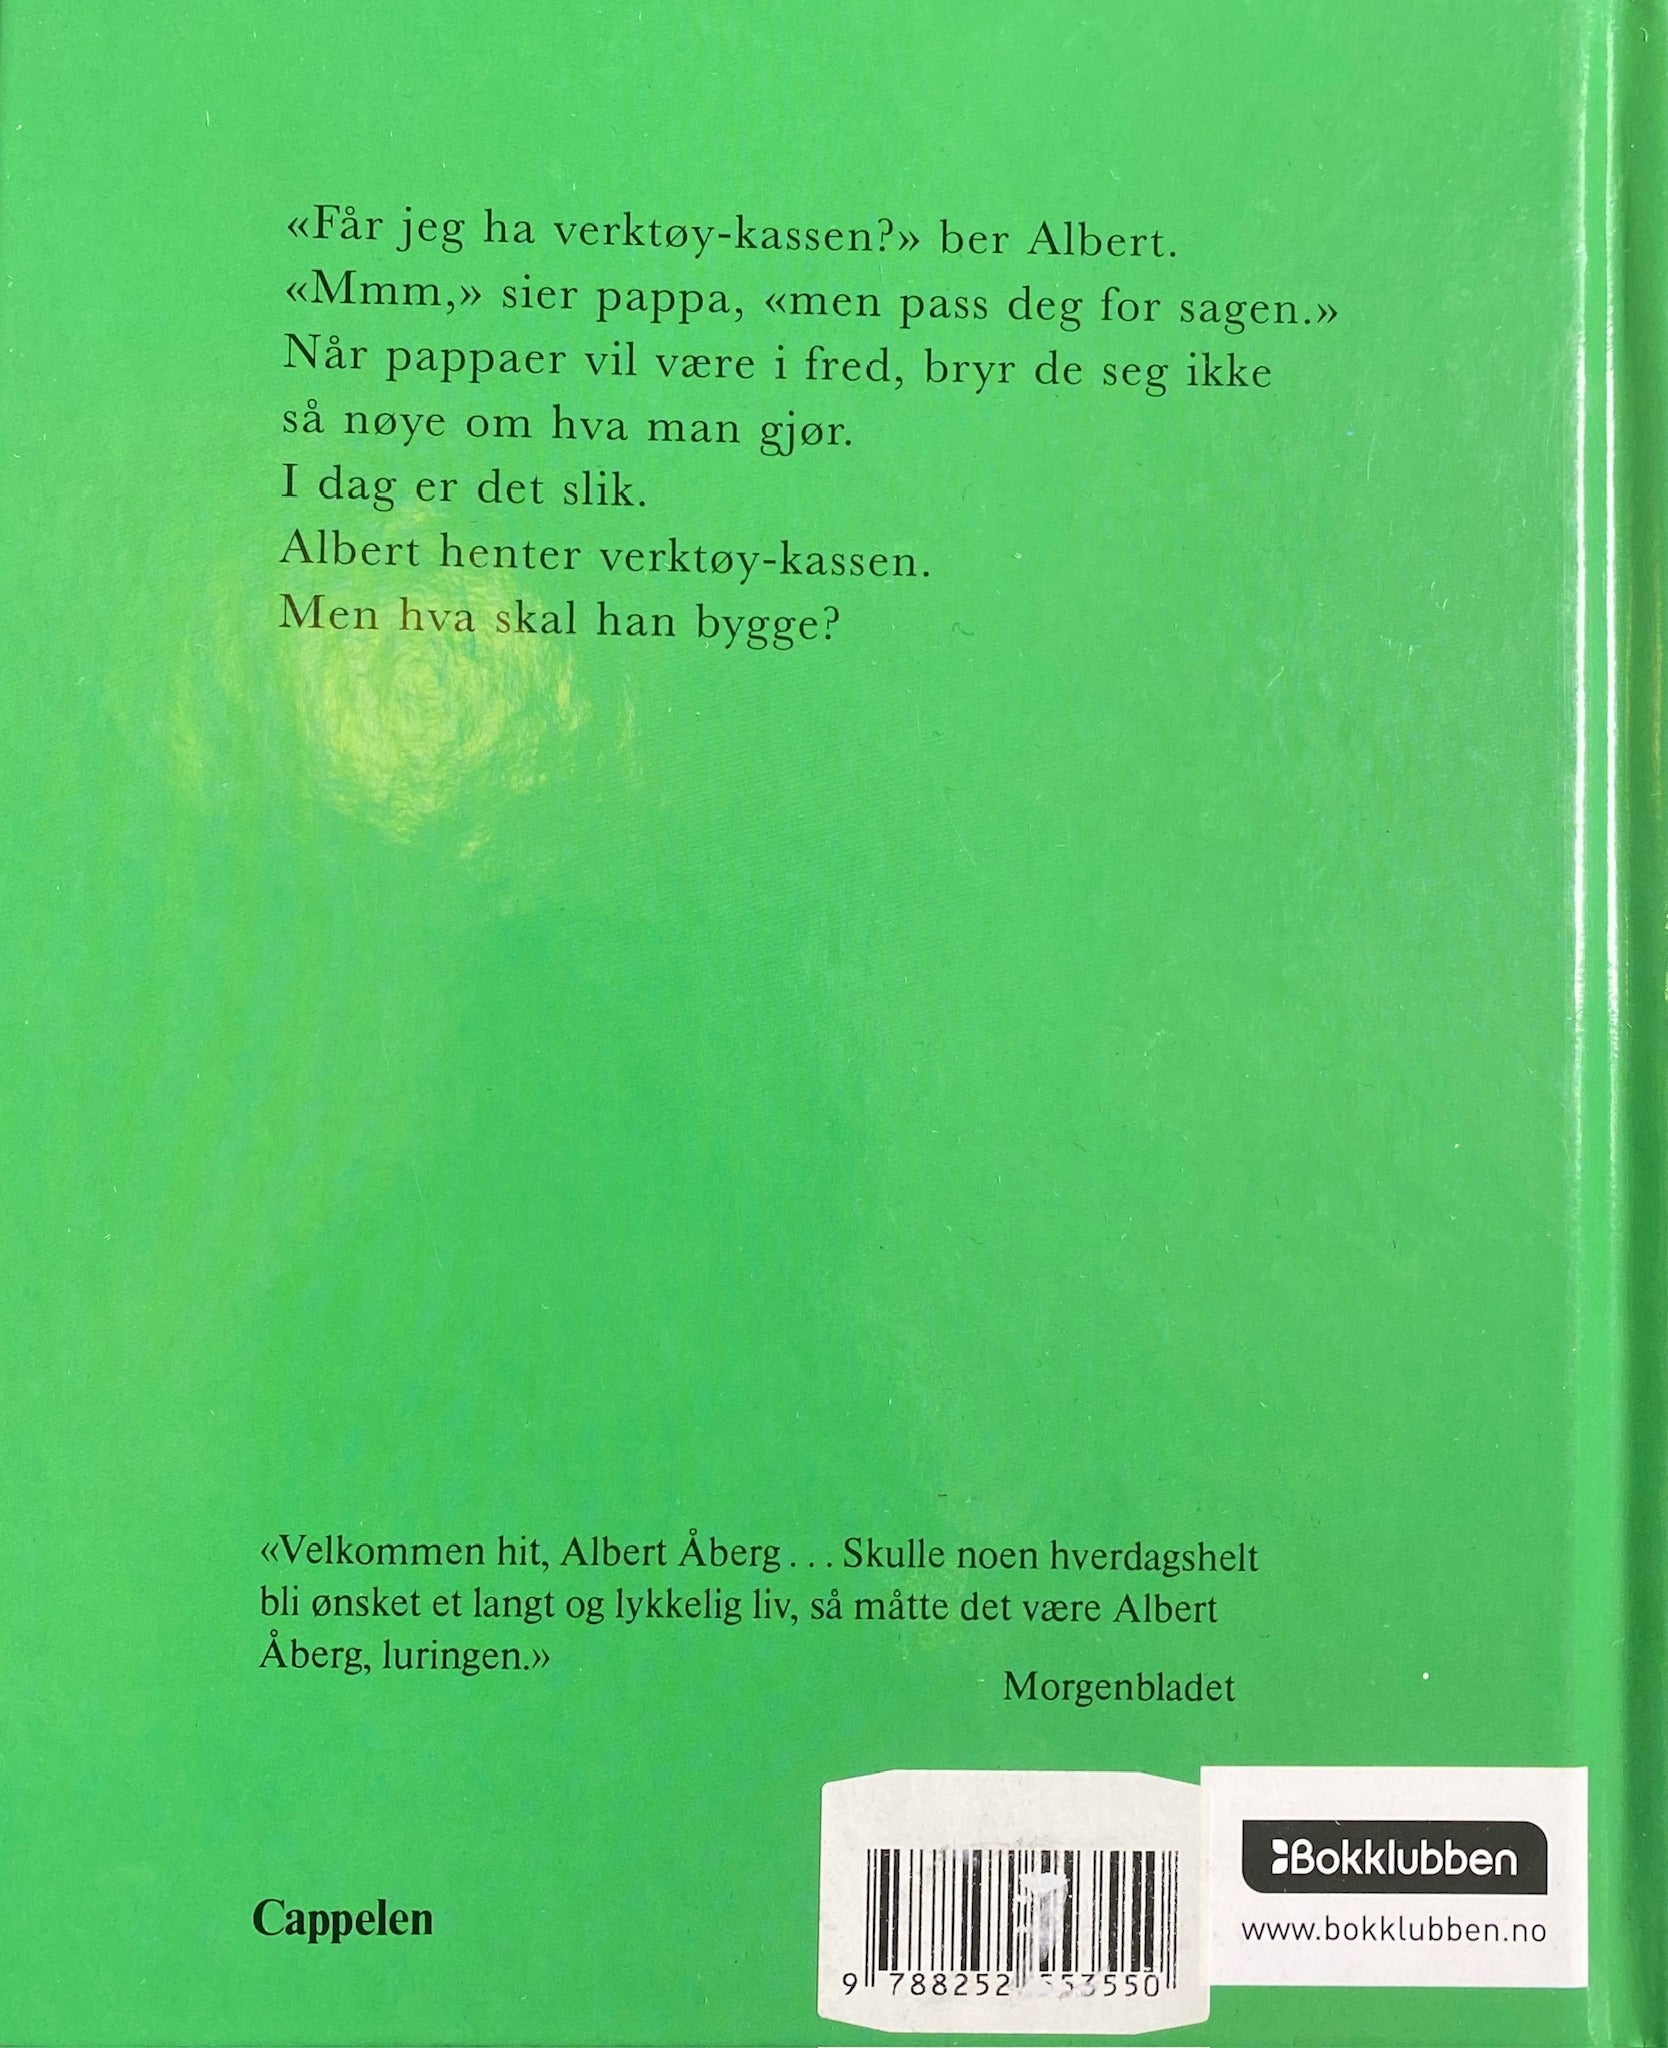 «Får jeg ha verktøy-kassen?» ber Albert.
«Mmm,» sier pappa, «men pass deg for sagen.»
Når pappaer vil være i fred, bryr de seg ikke
så nøye om hva man gjør.
I dag er det slik.
Albert henter verktøy-kassen.
Men hva skal han bygge?
«Velkommen hit, Albert Åberg... Skulle noen hverdagshelt
bli ønsket et langt og lykkelig liv, så måtte det være Albert
Åberg, luringen.»
Morgenbladet
Cappelen
Bokklubben
www.bokklubben.no
9 788252